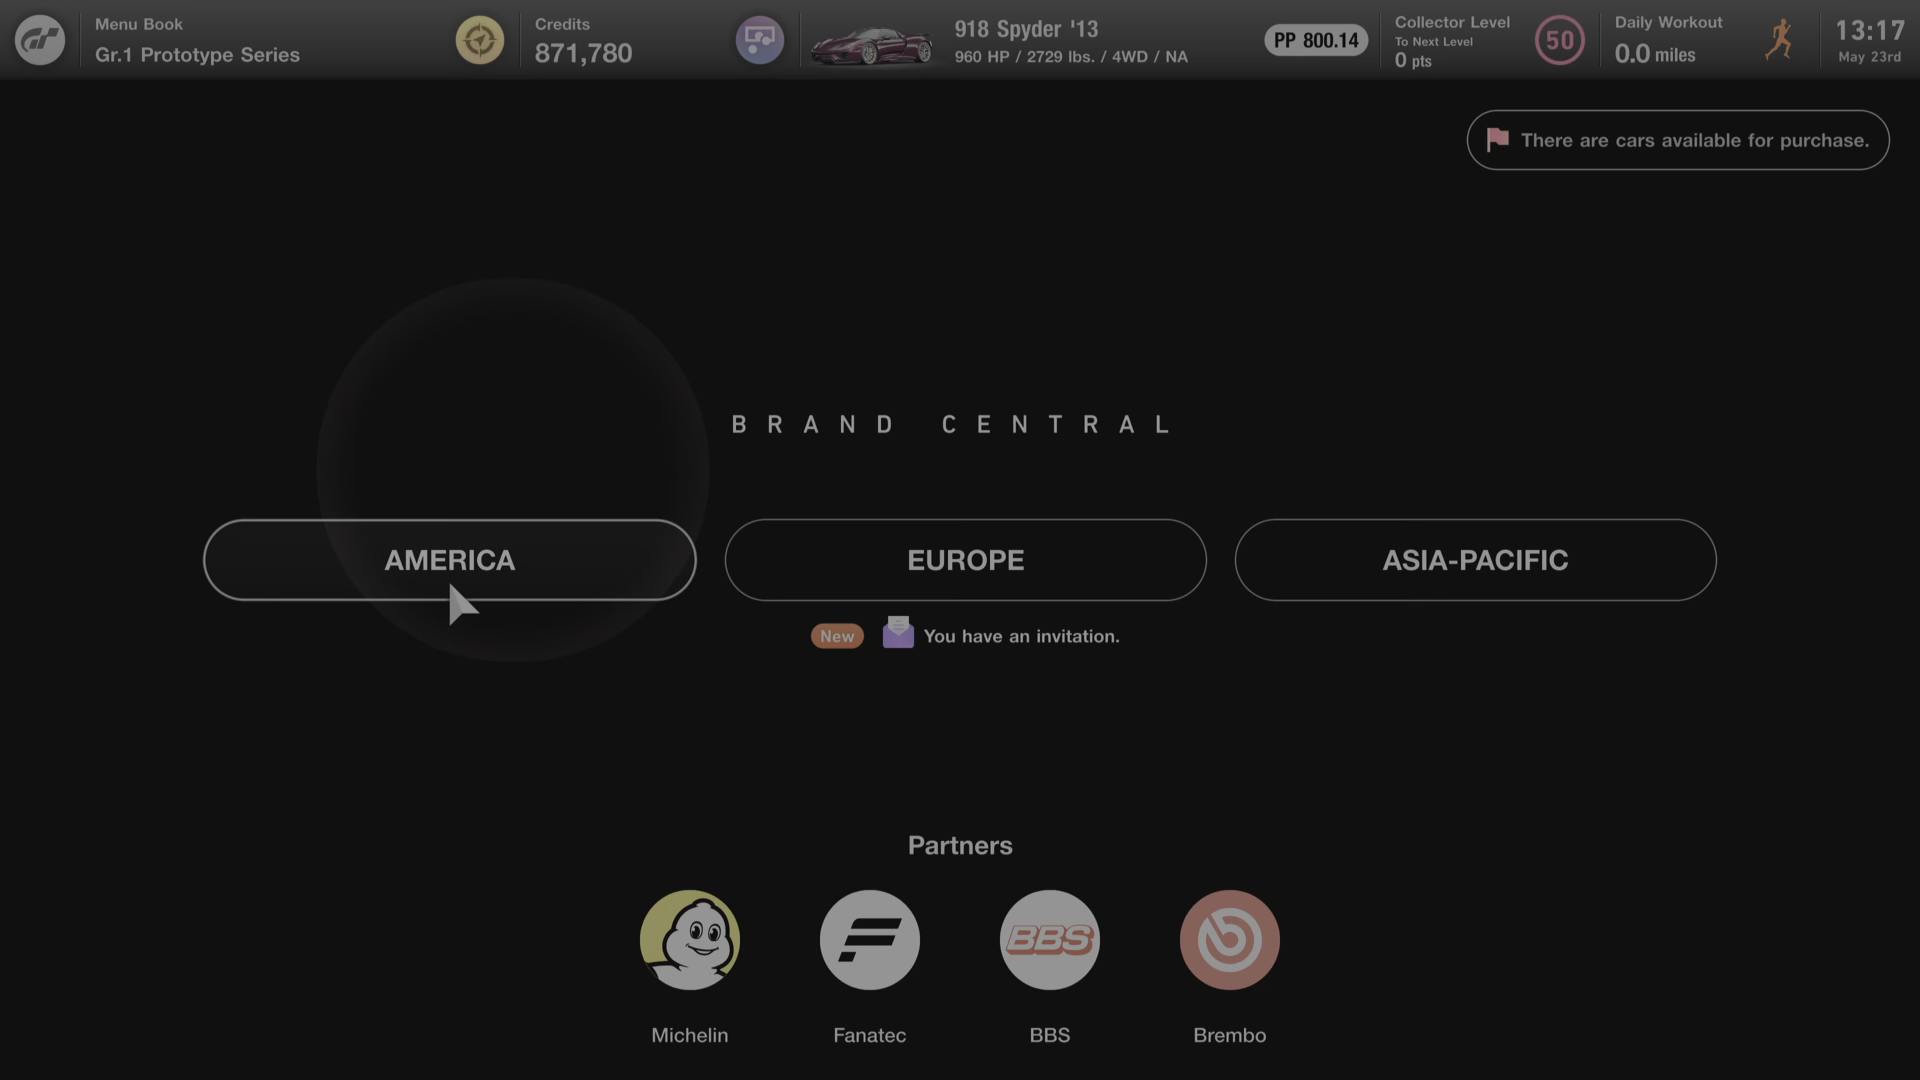 Menu Book
Gr.1 Prototype Series
Credits
871,780
918 Spyder '13
960 HP / 2729 lbs. / 4WD / NA
PP 800.14
Collector Level
To Next Level
0 pts
50
Daily Workout
0.0 miles
13:17
May 23rd
There are cars available for purchase.
BRAND CENTRAL
AMERICA
EUROPE
ASIA-PACIFIC
New
You have an invitation.
Partners
BBS
Michelin
Fanatec
BBS
Brembo